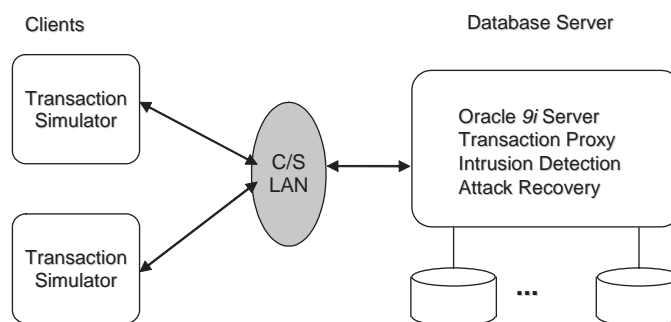 Clients
Database Server
Transaction
Simulator
C/S
LAN
Oracle 9i Server
Transaction Proxy
Intrusion Detection
Attack Recovery
Transaction
Simulator
...